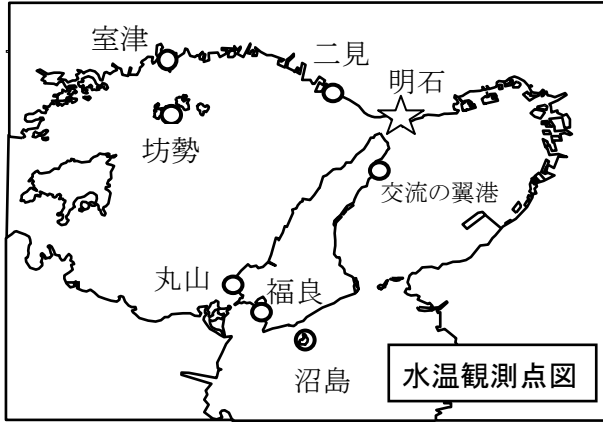 室津
二見
明石
坊勢
交流の翼港
丸山
福良
沼島
水温観測点図